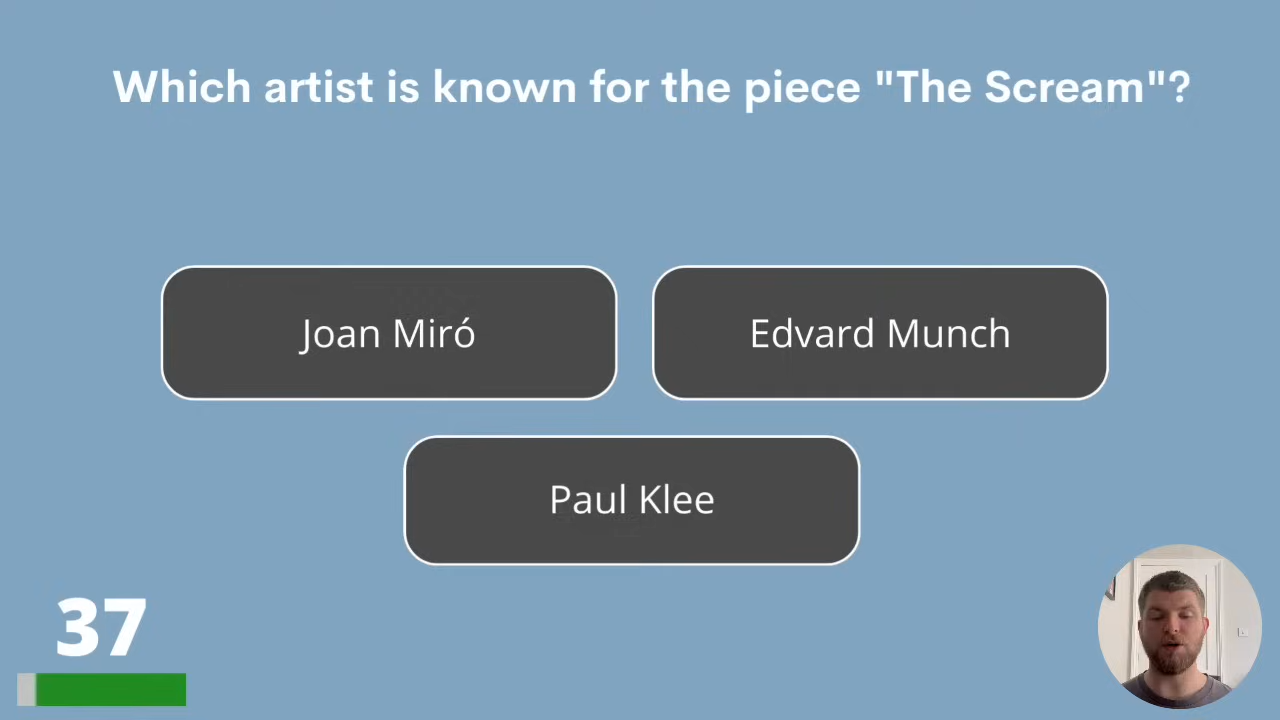 Which artist is known for the piece "The Scream"?
Joan Miró
Edvard Munch
Paul Klee
37